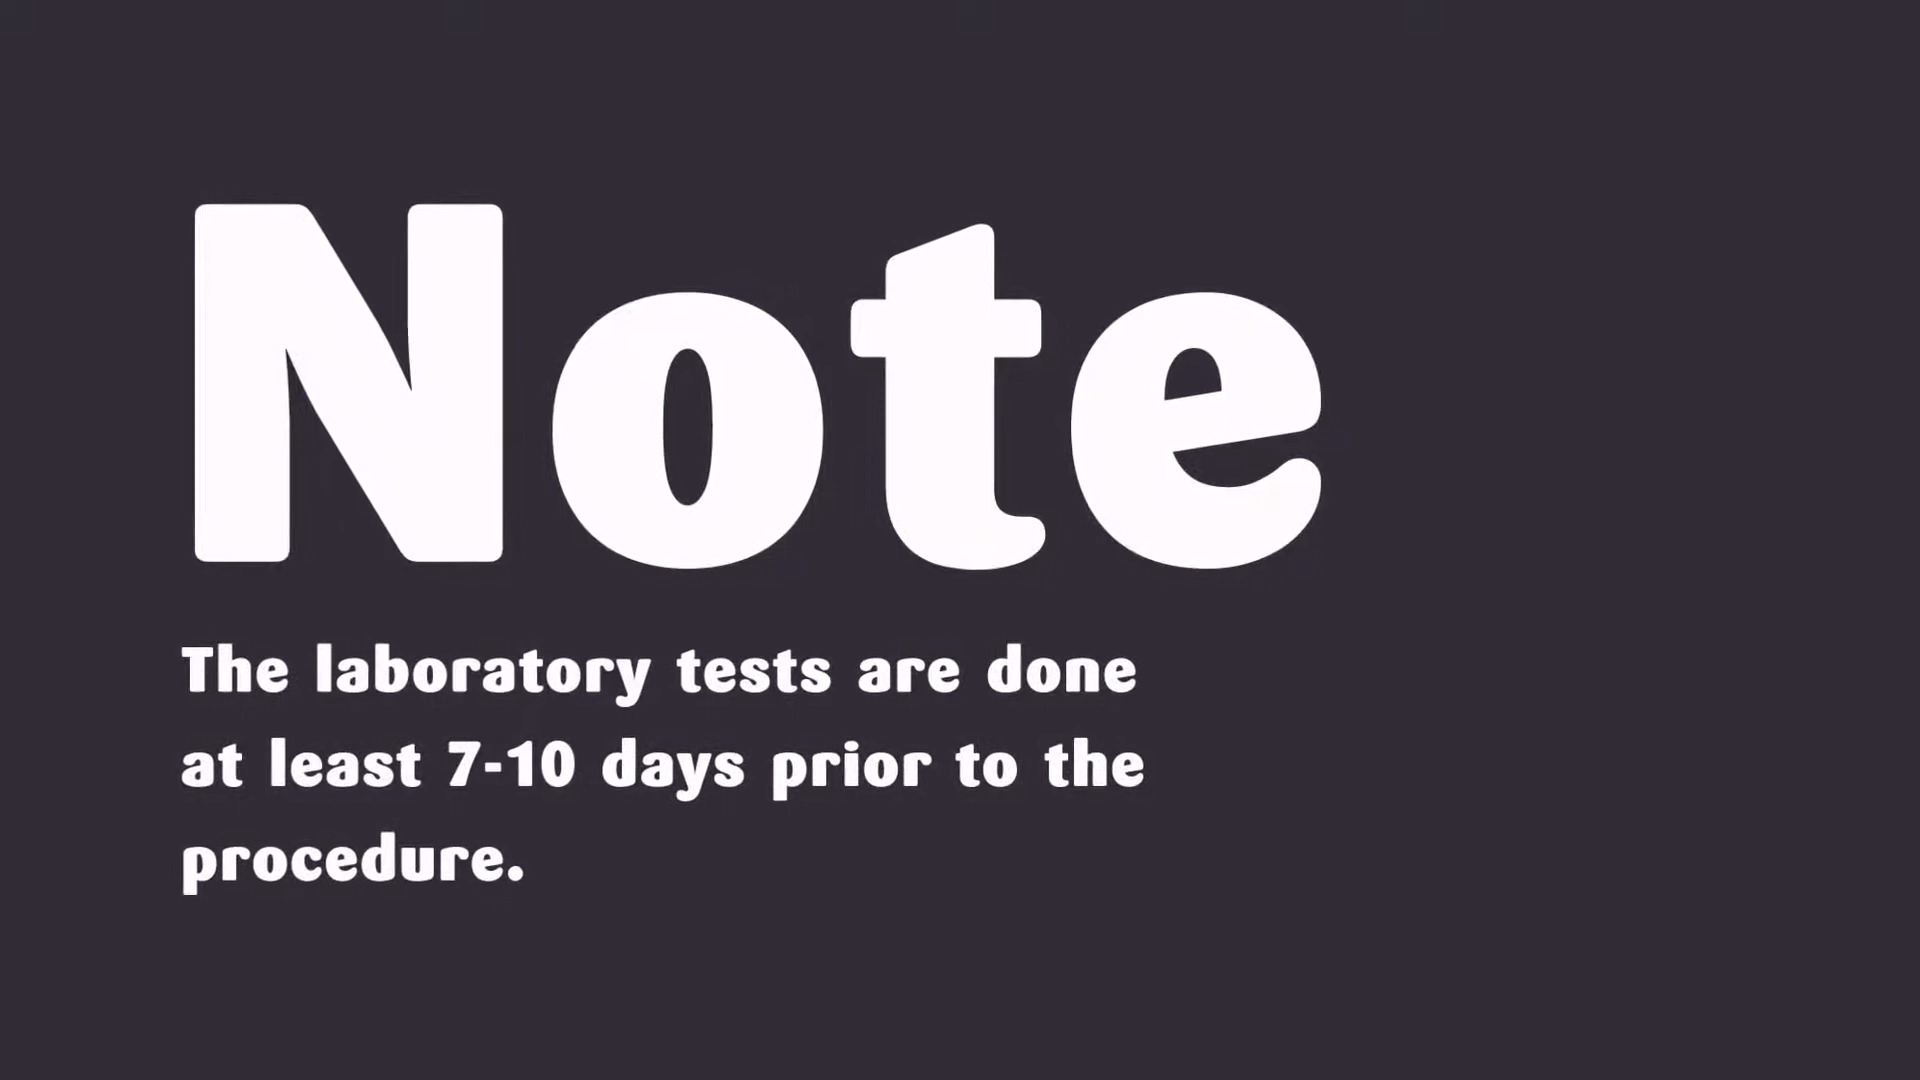 Note
The laboratory tests are done
at least 7-10 days prior to the
procedure.